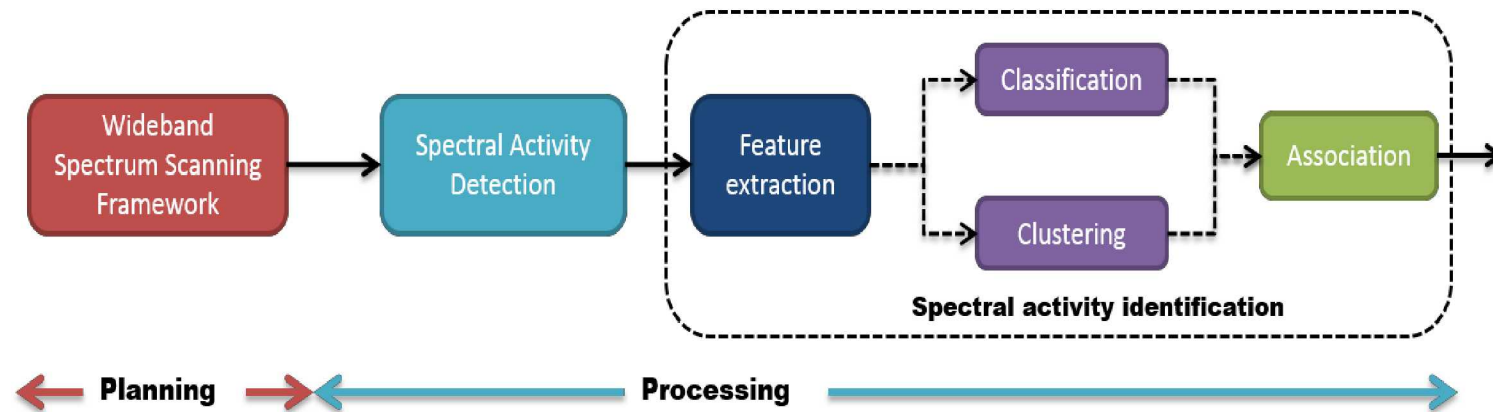 Wideband
Spectrum Scanning
Framework
Spectral Activity
Detection
Feature
extraction
Classification
Clustering
Association
Spectral activity identification
Planning
Processing